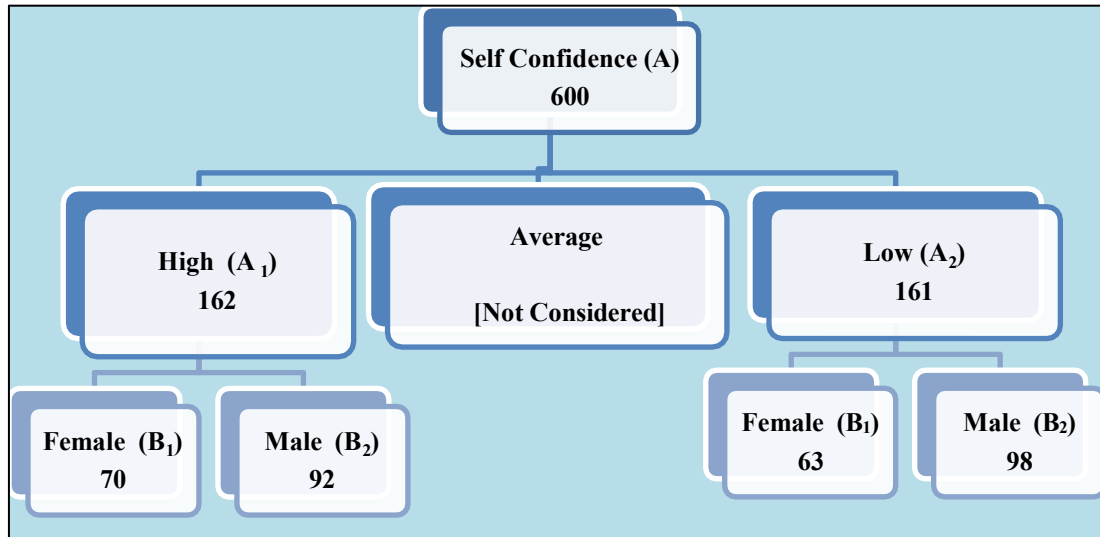 Self Confidence (A)
600
High (A 1)
162
Average
[Not Considered]
Low (A2)
161
Female (B1)
70
Male (B2)
92
Female (B1)
63
Male (B2)
98